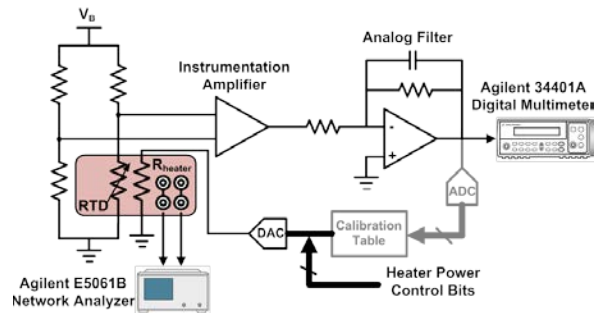 V_B
Analog Filter
Instrumentation
Amplifier
Agilent 34401A
Digital Multimeter
-
+
R_heater
RTD
ADC
DAC
Calibration
Table
Agilent E5061B
Network Analyzer
Heater Power
Control Bits